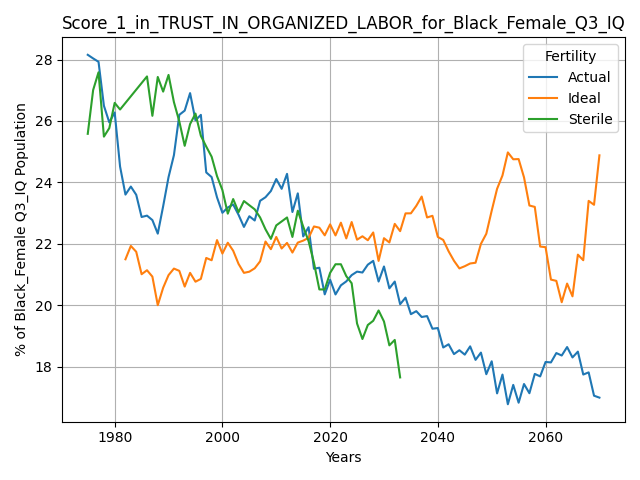 Score_1_in_TRUST_IN_ORGANIZED_LABOR_for_Black_Female_Q3_IQ
Fertility
Actual
Ideal
Sterile
% of Black_Female Q3_IQ Population
28
26
24
22
20
18
1980
2000
2020
2040
2060
Years